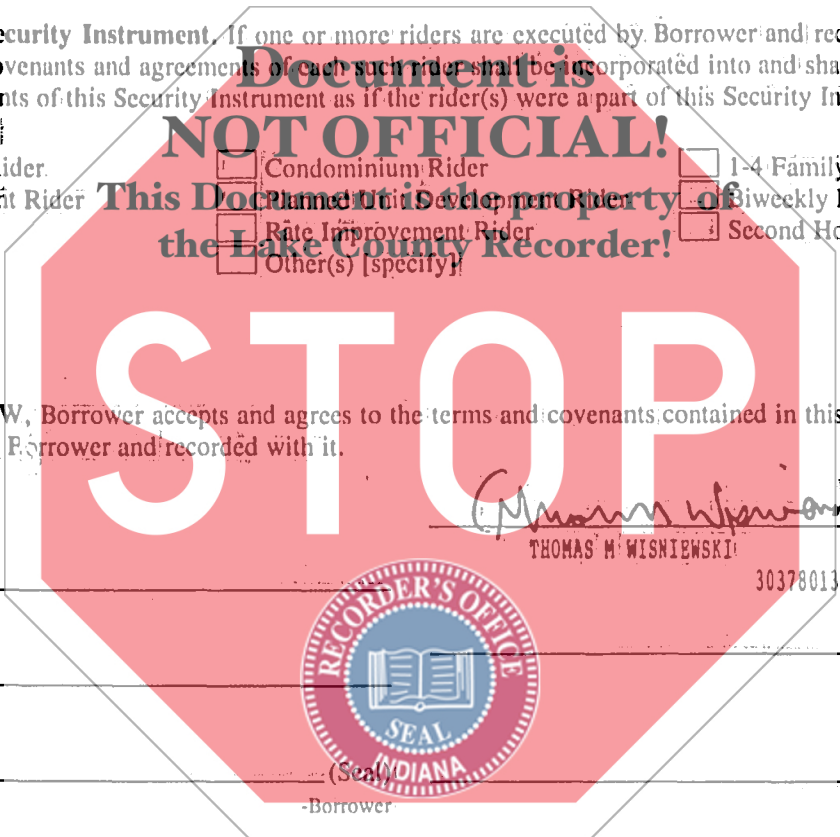 ecurity Instrument. If one or more riders are executed by Borrower and rec
venants and agreements of each such rider shall be incorporated into and sha
nts of this Security Instrument as if the rider(s) were a part of this Security In
Document is
NOT OFFICIAL!
This Document is the property of
the Lake County Recorder!
ider Condominium Rider 1-4 Family
nt Rider Planned Unit Development Rider Biweekly
Rate Improvement Rider Second Ho
Other(s) [specify]
STOP
W, Borrower accepts and agrees to the terms and covenants contained in this
Borrower and recorded with it.
THOMAS M WISNIEWSKI
30378013
RECORDER'S OFFICE
SEAL
INDIANA
(Seal)
-Borrower